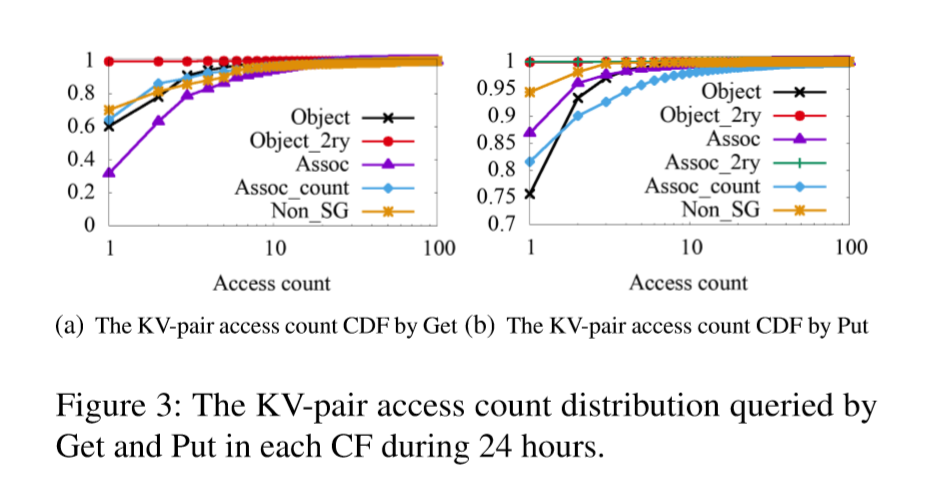 1
0.8
0.6
0.4
0.2
0
Object
Object_2ry
Assoc
Assoc_count
Non_SG
1 10 100
Access count
(a) The KV-pair access count CDF by Get
1
0.95
0.9
0.85
0.8
0.75
0.7
Object
Object_2ry
Assoc
Assoc_2ry
Assoc_count
Non_SG
1 10 100
Access count
(b) The KV-pair access count CDF by Put
Figure 3: The KV-pair access count distribution queried by
Get and Put in each CF during 24 hours.